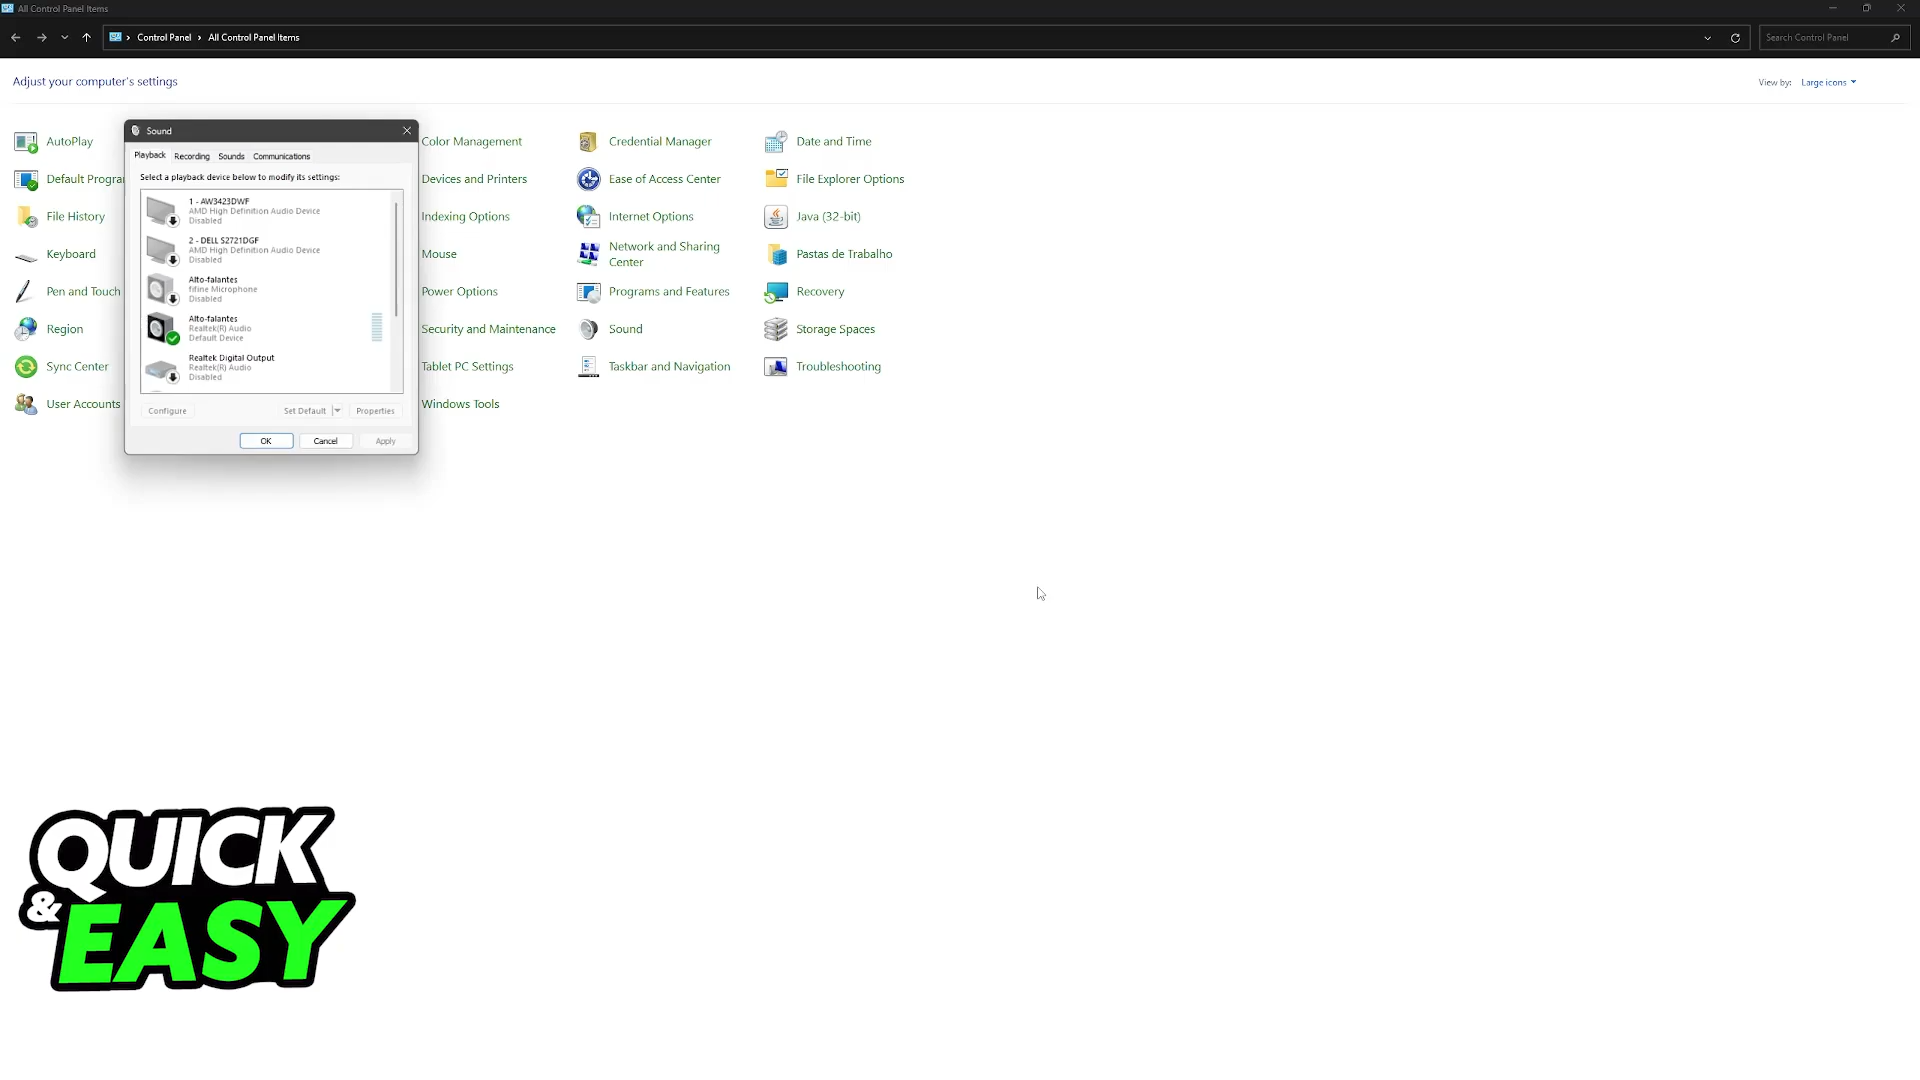 All Control Panel Items
Control Panel › All Control Panel Items
Search Control Panel
Adjust your computer's settings
View by: Large icons
AutoPlay
Color Management
Credential Manager
Date and Time
Default Progra
Devices and Printers
Ease of Access Center
File Explorer Options
File History
Indexing Options
Internet Options
Java (32-bit)
Keyboard
Mouse
Network and Sharing
Center
Pastas de Trabalho
Pen and Touch
Power Options
Programs and Features
Recovery
Region
Security and Maintenance
Sound
Storage Spaces
Sync Center
Tablet PC Settings
Taskbar and Navigation
Troubleshooting
User Accounts
Windows Tools
Sound
Playback Recording Sounds Communications
Select a playback device below to modify its settings:
1 - AW3423DWF
AMD High Definition Audio Device
Disabled
2 - DELL S2721DGF
AMD High Definition Audio Device
Disabled
Alto-falantes
fifine Microphone
Disabled
Alto-falantes
Realtek(R) Audio
Default Device
Realtek Digital Output
Realtek(R) Audio
Disabled
Configure Set Default Properties
OK Cancel Apply
QUICK
& EASY